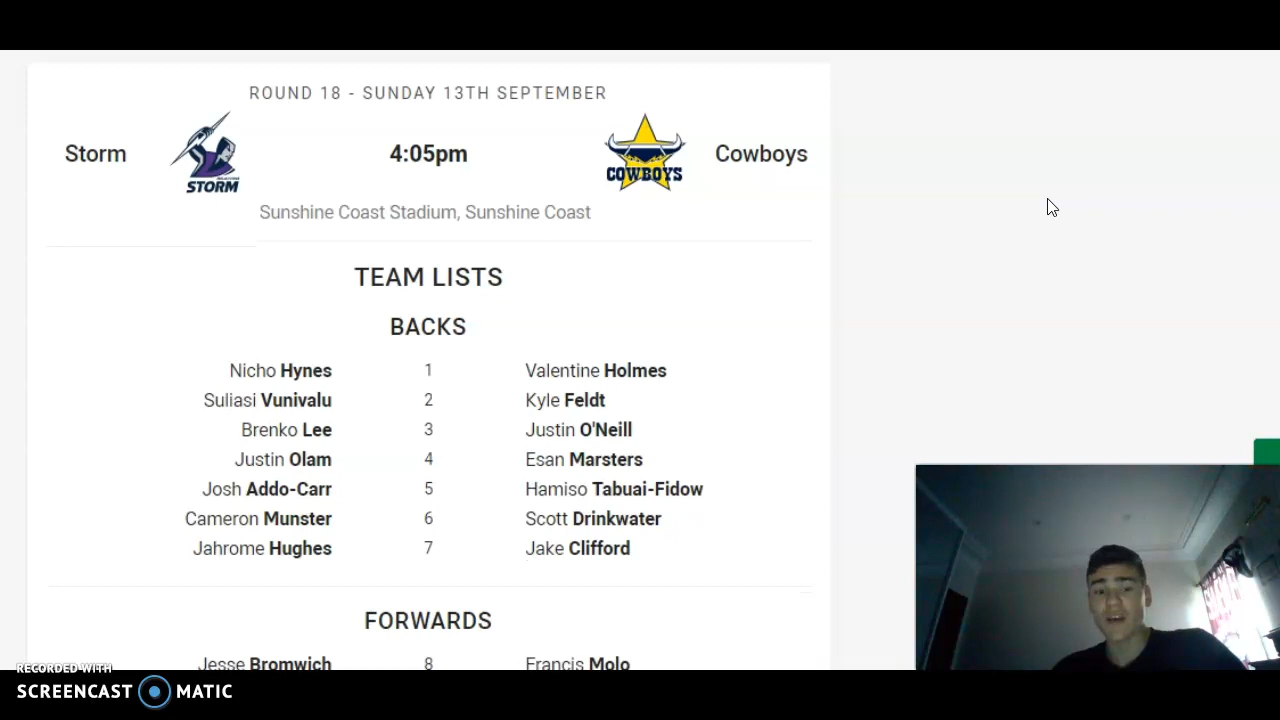 ROUND 18 - SUNDAY 13TH SEPTEMBER
Storm STORM 4:05pm COWBOYS Cowboys
Sunshine Coast Stadium, Sunshine Coast
TEAM LISTS
BACKS
Nicho Hynes 1 Valentine Holmes
Suliasi Vunivalu 2 Kyle Feldt
Brenko Lee 3 Justin O'Neill
Justin Olam 4 Esan Marsters
Josh Addo-Carr 5 Hamiso Tabuai-Fidow
Cameron Munster 6 Scott Drinkwater
Jahrome Hughes 7 Jake Clifford
FORWARDS
Jesse Bromwich 8 Francis Molo
RECORDED WITH
SCREENCAST MATIC